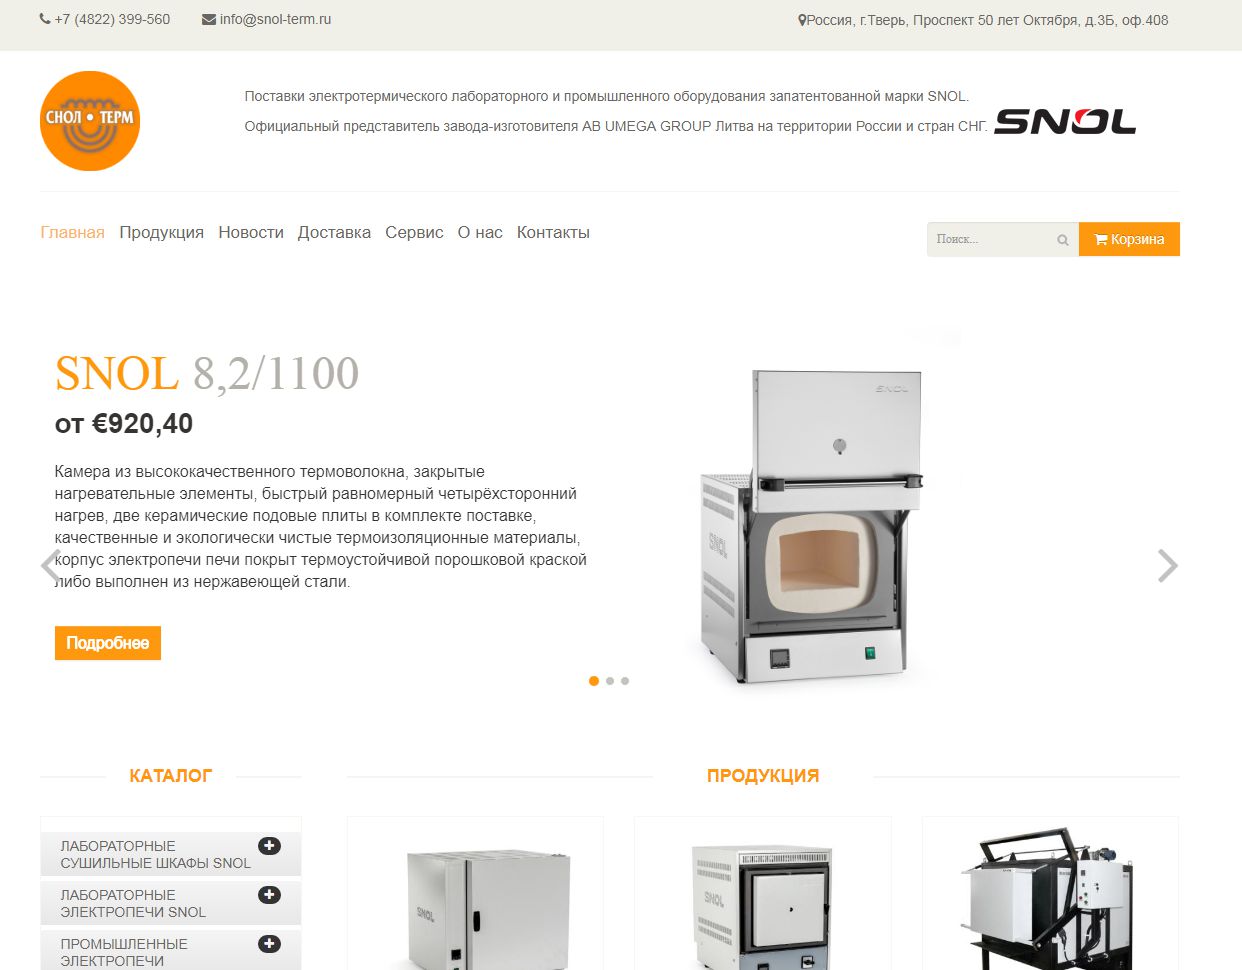 +7 (4822) 399-560 info@snol-term.ru Россия, г.Тверь, Проспект 50 лет Октября, д.3Б, оф.408
СНОЛ • ТЕРМ
Поставки электротермического лабораторного и промышленного оборудования запатентованной марки SNOL.
Официальный представитель завода-изготовителя AB UMEGA GROUP Литва на территории России и стран СНГ.
SNOL
Главная Продукция Новости Доставка Сервис О нас Контакты
Поиск... Корзина
SNOL 8,2/1100
от €920,40
Камера из высококачественного термоволокна, закрытые
нагревательные элементы, быстрый равномерный четырёхсторонний
нагрев, две керамические подовые плиты в комплекте поставке,
качественные и экологически чистые термоизоляционные материалы,
корпус электропечи печи покрыт термоустойчивой порошковой краской
либо выполнен из нержавеющей стали.
Подробнее
SNOL
SNOL
КАТАЛОГ
ПРОДУКЦИЯ
ЛАБОРАТОРНЫЕ
СУШИЛЬНЫЕ ШКАФЫ SNOL
ЛАБОРАТОРНЫЕ
ЭЛЕКТРОПЕЧИ SNOL
ПРОМЫШЛЕННЫЕ
ЭЛЕКТРОПЕЧИ
SNOL
SNOL